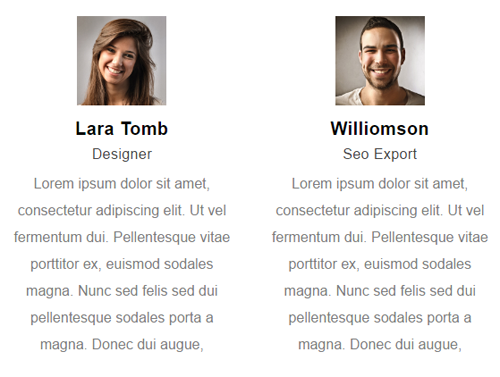 Lara Tomb
Designer
Lorem ipsum dolor sit amet,
consectetur adipiscing elit. Ut vel
fermentum dui. Pellentesque vitae
porttitor ex, euismod sodales
magna. Nunc sed felis sed dui
pellentesque sodales porta a
magna. Donec dui augue,
Williomson
Seo Export
Lorem ipsum dolor sit amet,
consectetur adipiscing elit. Ut vel
fermentum dui. Pellentesque vitae
porttitor ex, euismod sodales
magna. Nunc sed felis sed dui
pellentesque sodales porta a
magna. Donec dui augue,